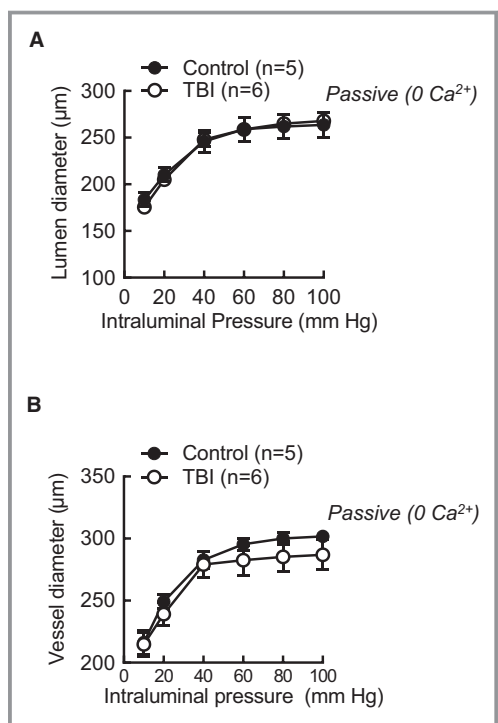 A
Control (n=5)
TBI (n=6)
Passive (0 Ca²⁺)
Lumen diameter (µm)
300
250
200
150
100
0 20 40 60 80 100
Intraluminal Pressure (mm Hg)
B
Control (n=5)
TBI (n=6)
Passive (0 Ca²⁺)
Vessel diameter (µm)
350
300
250
200
0 20 40 60 80 100
Intraluminal pressure (mm Hg)